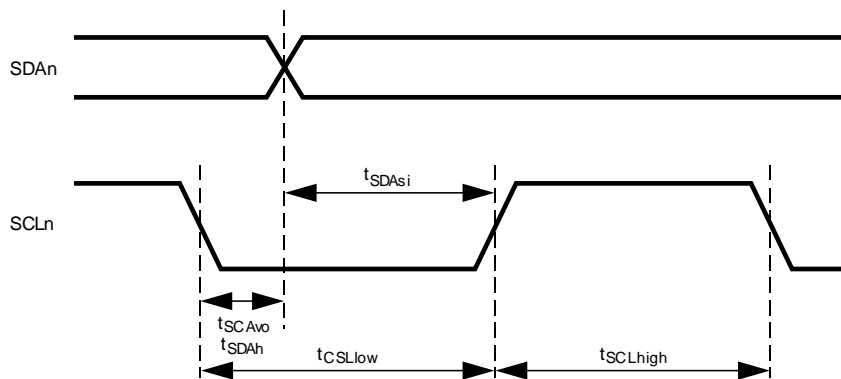 SDAn
tSDAsi
SCLn
tSCAvo
tSDAh
tCSLlow
tSCLhigh